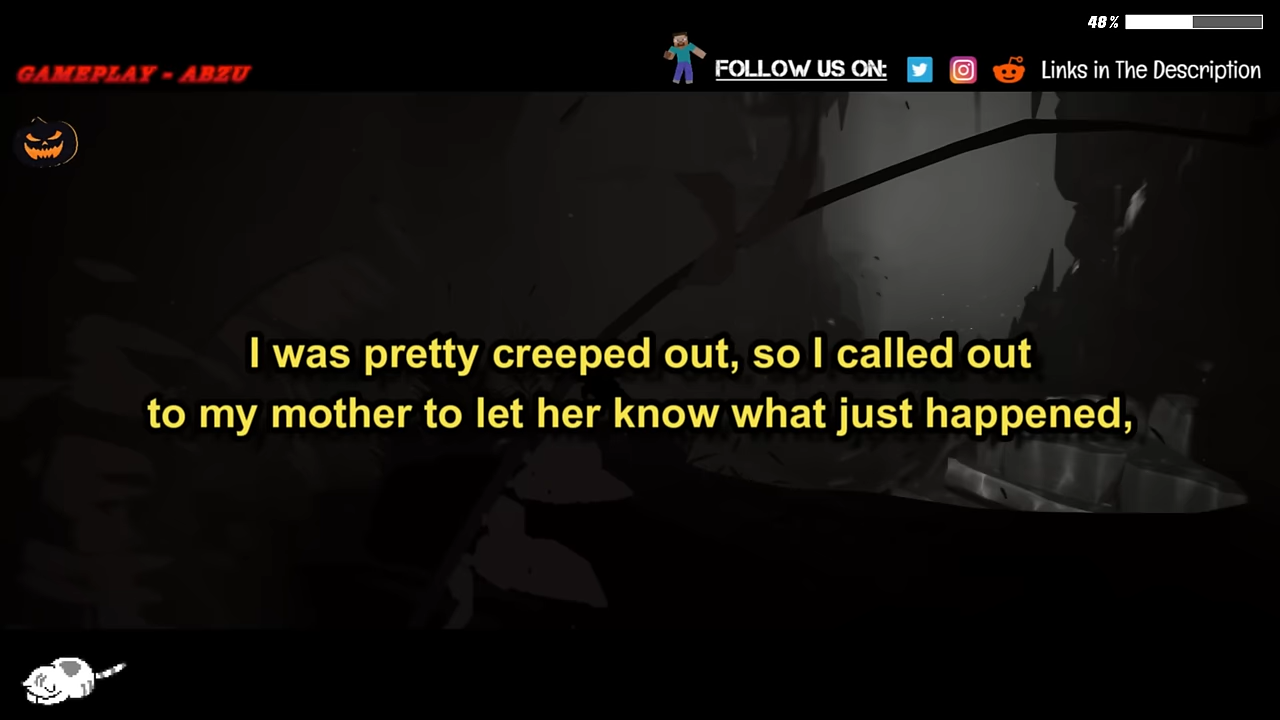 48%
GAMEPLAY - ABZU
FOLLOW US ON: Links in The Description
I was pretty creeped out, so I called out
to my mother to let her know what just happened,